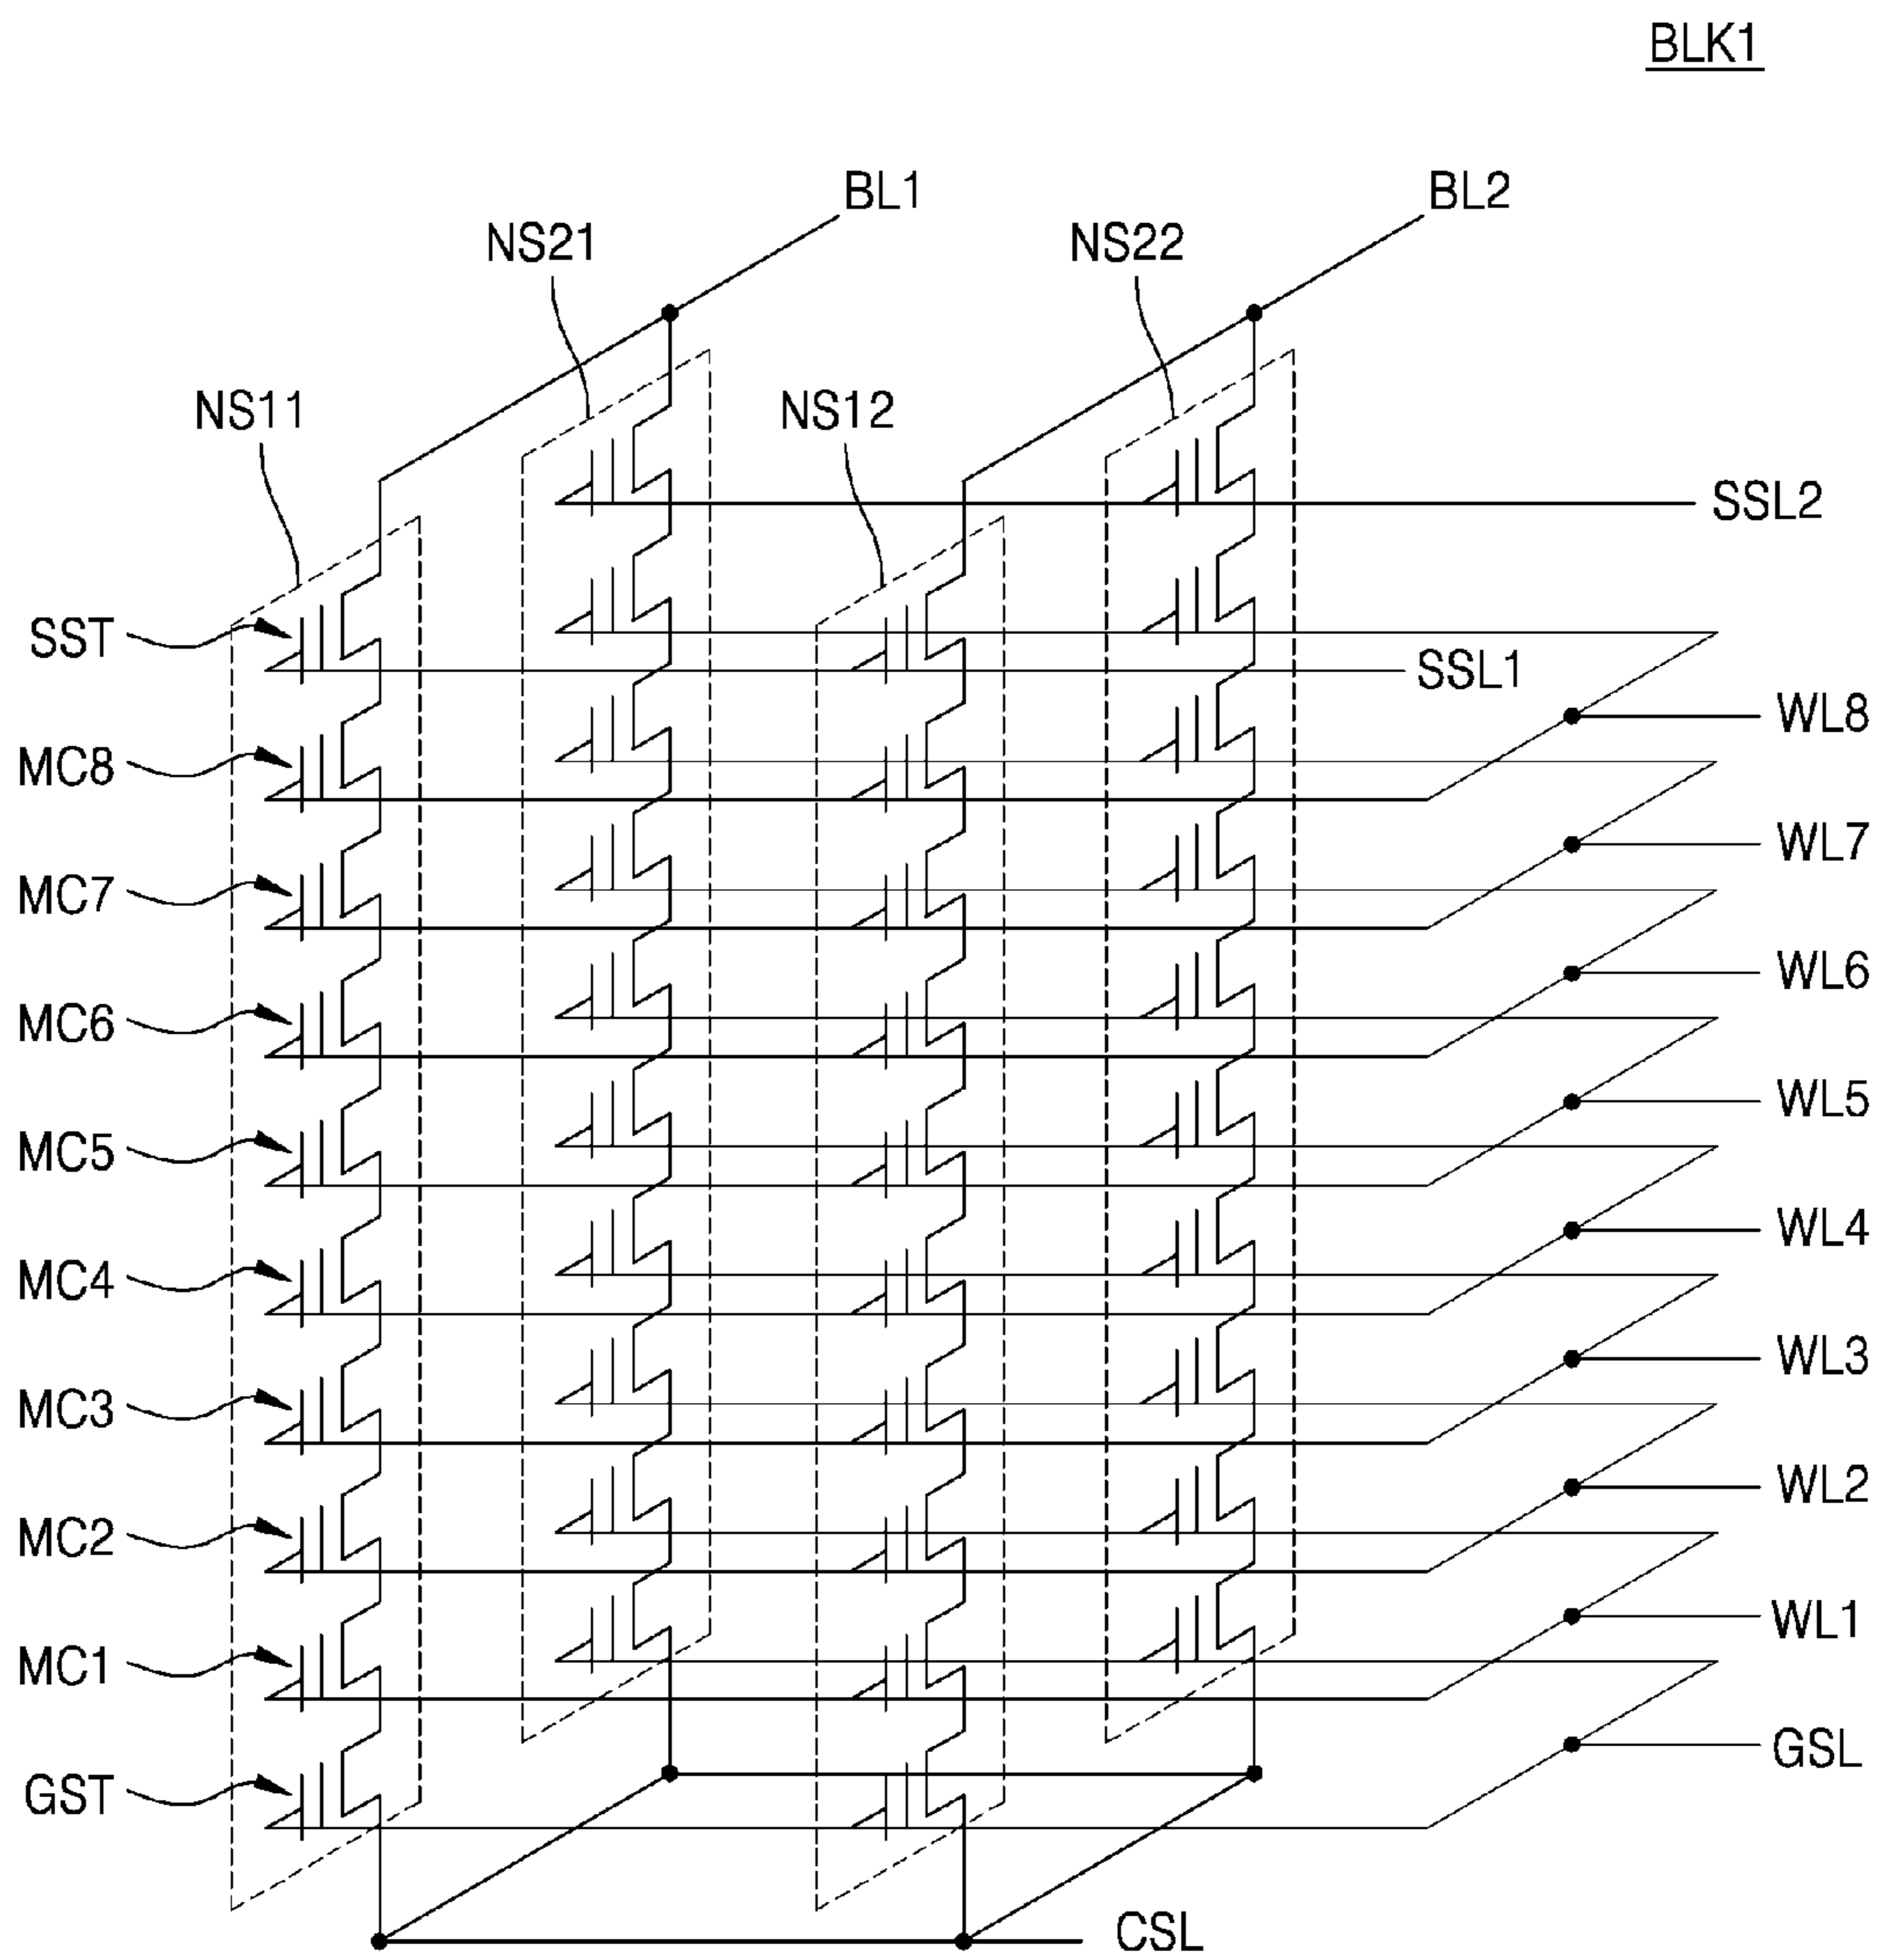 BLK1
BL1
BL2
NS21
NS22
NS11
NS12
SSL2
SST
SSL1
WL8
MC8
WL7
MC7
WL6
MC6
WL5
MC5
WL4
MC4
WL3
MC3
WL2
MC2
WL1
MC1
GSL
GST
CSL